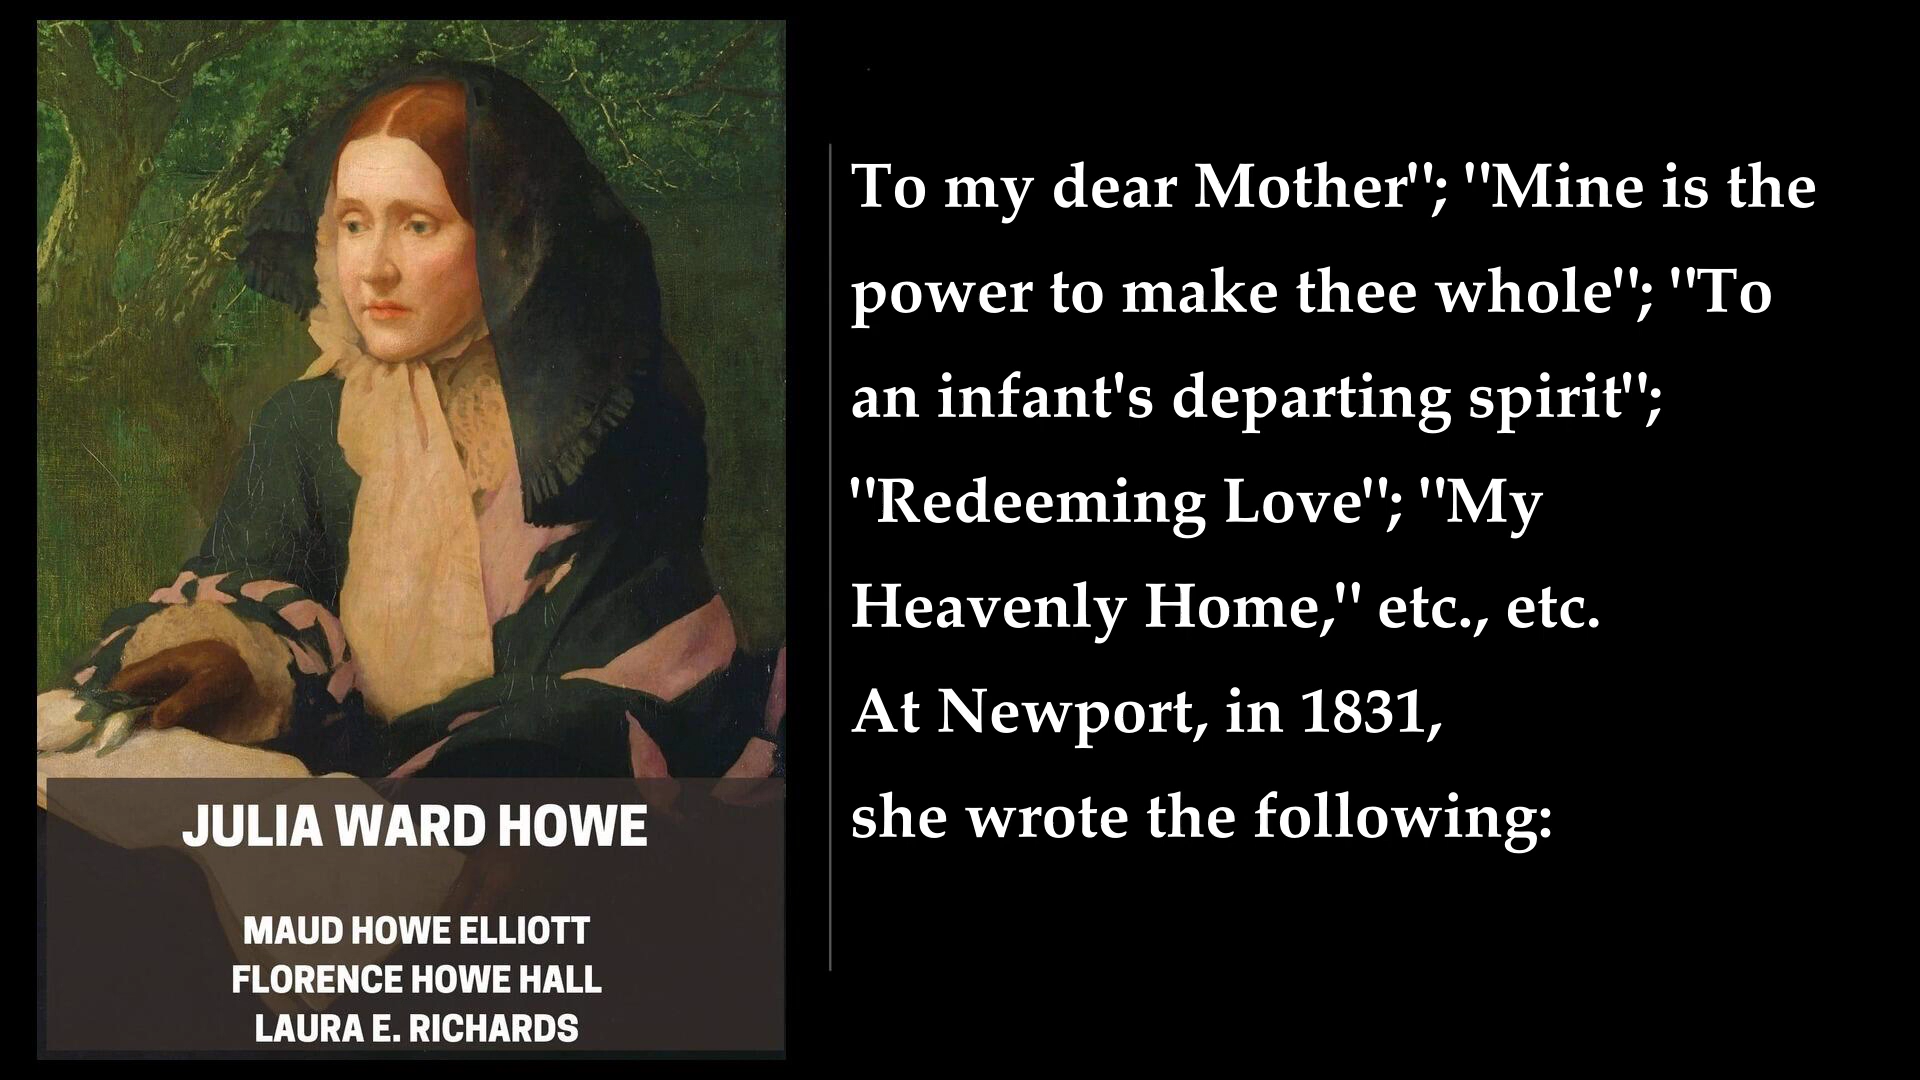 JULIA WARD HOWE
MAUD HOWE ELLIOTT
FLORENCE HOWE HALL
LAURA E. RICHARDS
To my dear Mother"; "Mine is the
power to make thee whole"; "To
an infant's departing spirit";
"Redeeming Love"; "My
Heavenly Home," etc., etc.
At Newport, in 1831,
she wrote the following: